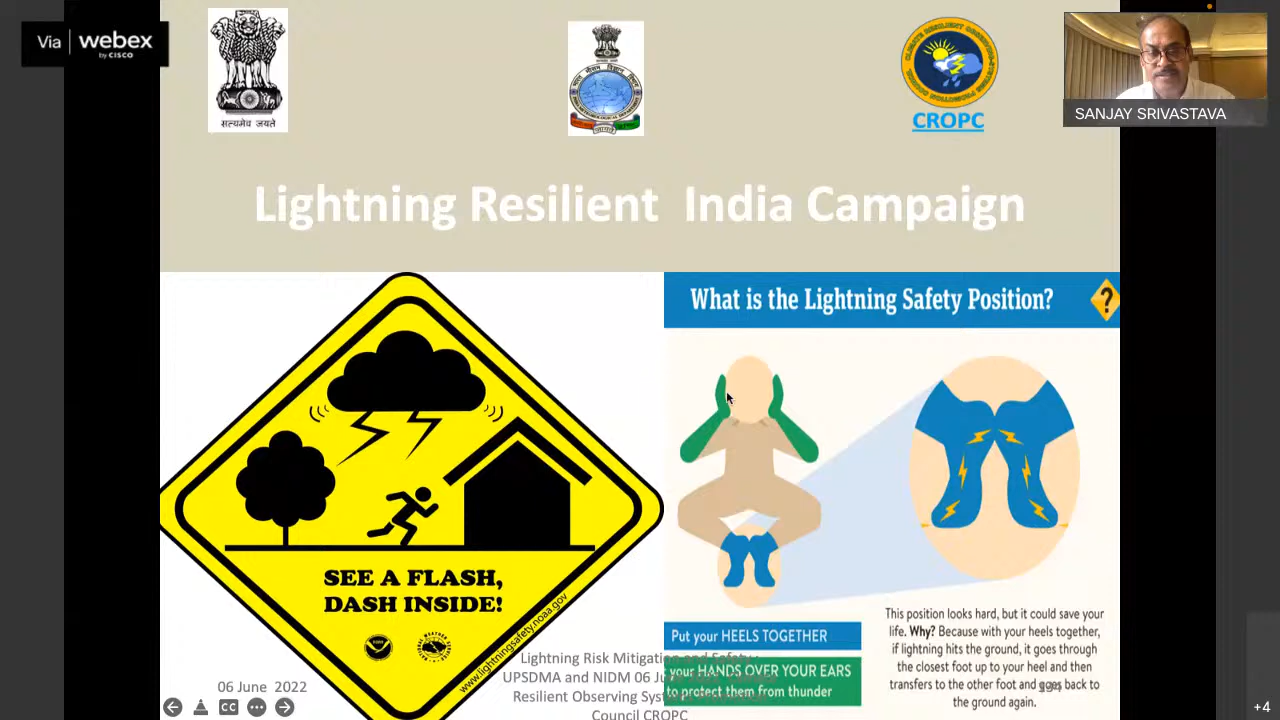 Via webex
by CISCO
सत्यमेव जयते
CROPC
SANJAY SRIVASTAVA
Lightning Resilient India Campaign
What is the Lightning Safety Position?
?
SEE A FLASH,
DASH INSIDE!
www.lightningsafety.noaa.gov
Put your HEELS TOGETHER
your HANDS OVER YOUR EARS
to protect them from thunder
This position looks hard, but it could save your
life. Why? Because with your heels together,
if lightning hits the ground, it goes through
the closest foot up to your heel and then
transfers to the other foot and goes back to
the ground again.
06 June 2022
Lightning Risk Mitigation and Safety
UPSDMA and NIDM 06 June
Resilient Observing Systems
Council CROPC
CC
+4